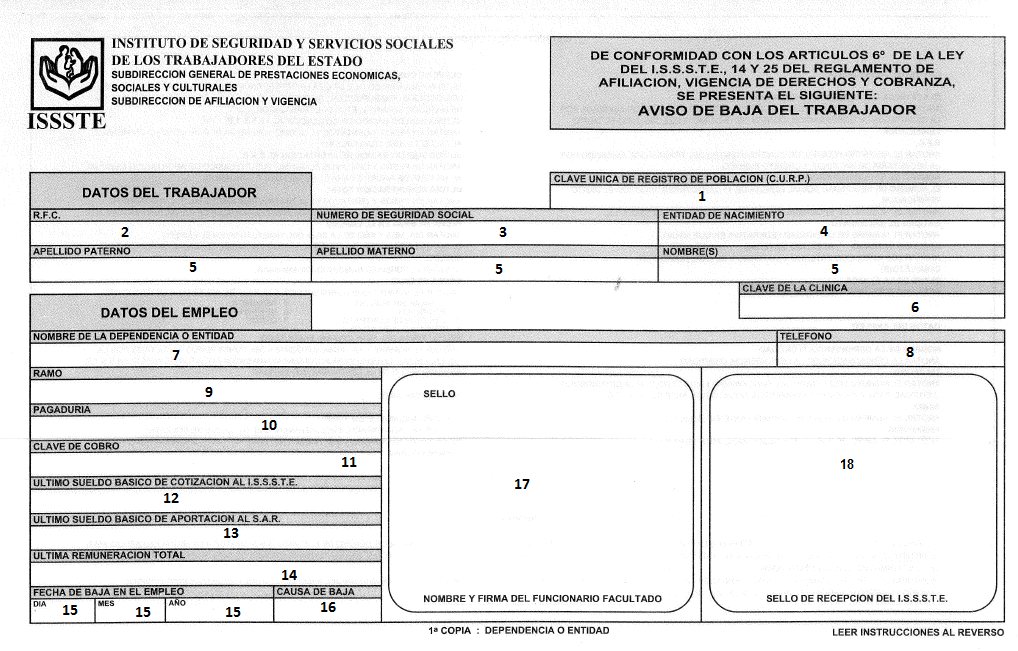 INSTITUTO DE SEGURIDAD Y SERVICIOS SOCIALES
DE LOS TRABAJADORES DEL ESTADO
SUBDIRECCION GENERAL DE PRESTACIONES ECONOMICAS,
SOCIALES Y CULTURALES
SUBDIRECCION DE AFILIACION Y VIGENCIA
ISSSTE
DE CONFORMIDAD CON LOS ARTICULOS 6º DE LA LEY
DEL I.S.S.S.T.E., 14 Y 25 DEL REGLAMENTO DE
AFILIACION, VIGENCIA DE DERECHOS Y COBRANZA,
SE PRESENTA EL SIGUIENTE:
AVISO DE BAJA DEL TRABAJADOR
DATOS DEL TRABAJADOR
CLAVE UNICA DE REGISTRO DE POBLACION (C.U.R.P.)
1
R.F.C. NUMERO DE SEGURIDAD SOCIAL ENTIDAD DE NACIMIENTO
2 3 4
APELLIDO PATERNO APELLIDO MATERNO NOMBRE(S)
5 5 5
CLAVE DE LA CLINICA
6
DATOS DEL EMPLEO
NOMBRE DE LA DEPENDENCIA O ENTIDAD TELEFONO
7 8
RAMO
9
PAGADURIA
10
CLAVE DE COBRO
11
ULTIMO SUELDO BASICO DE COTIZACION AL I.S.S.S.T.E.
12
ULTIMO SUELDO BASICO DE APORTACION AL S.A.R.
13
ULTIMA REMUNERACION TOTAL
14
FECHA DE BAJA EN EL EMPLEO CAUSA DE BAJA
DIA 15 MES 15 AÑO 15 16
SELLO
17
NOMBRE Y FIRMA DEL FUNCIONARIO FACULTADO
18
SELLO DE RECEPCION DEL I.S.S.S.T.E.
1ª COPIA : DEPENDENCIA O ENTIDAD
LEER INSTRUCCIONES AL REVERSO